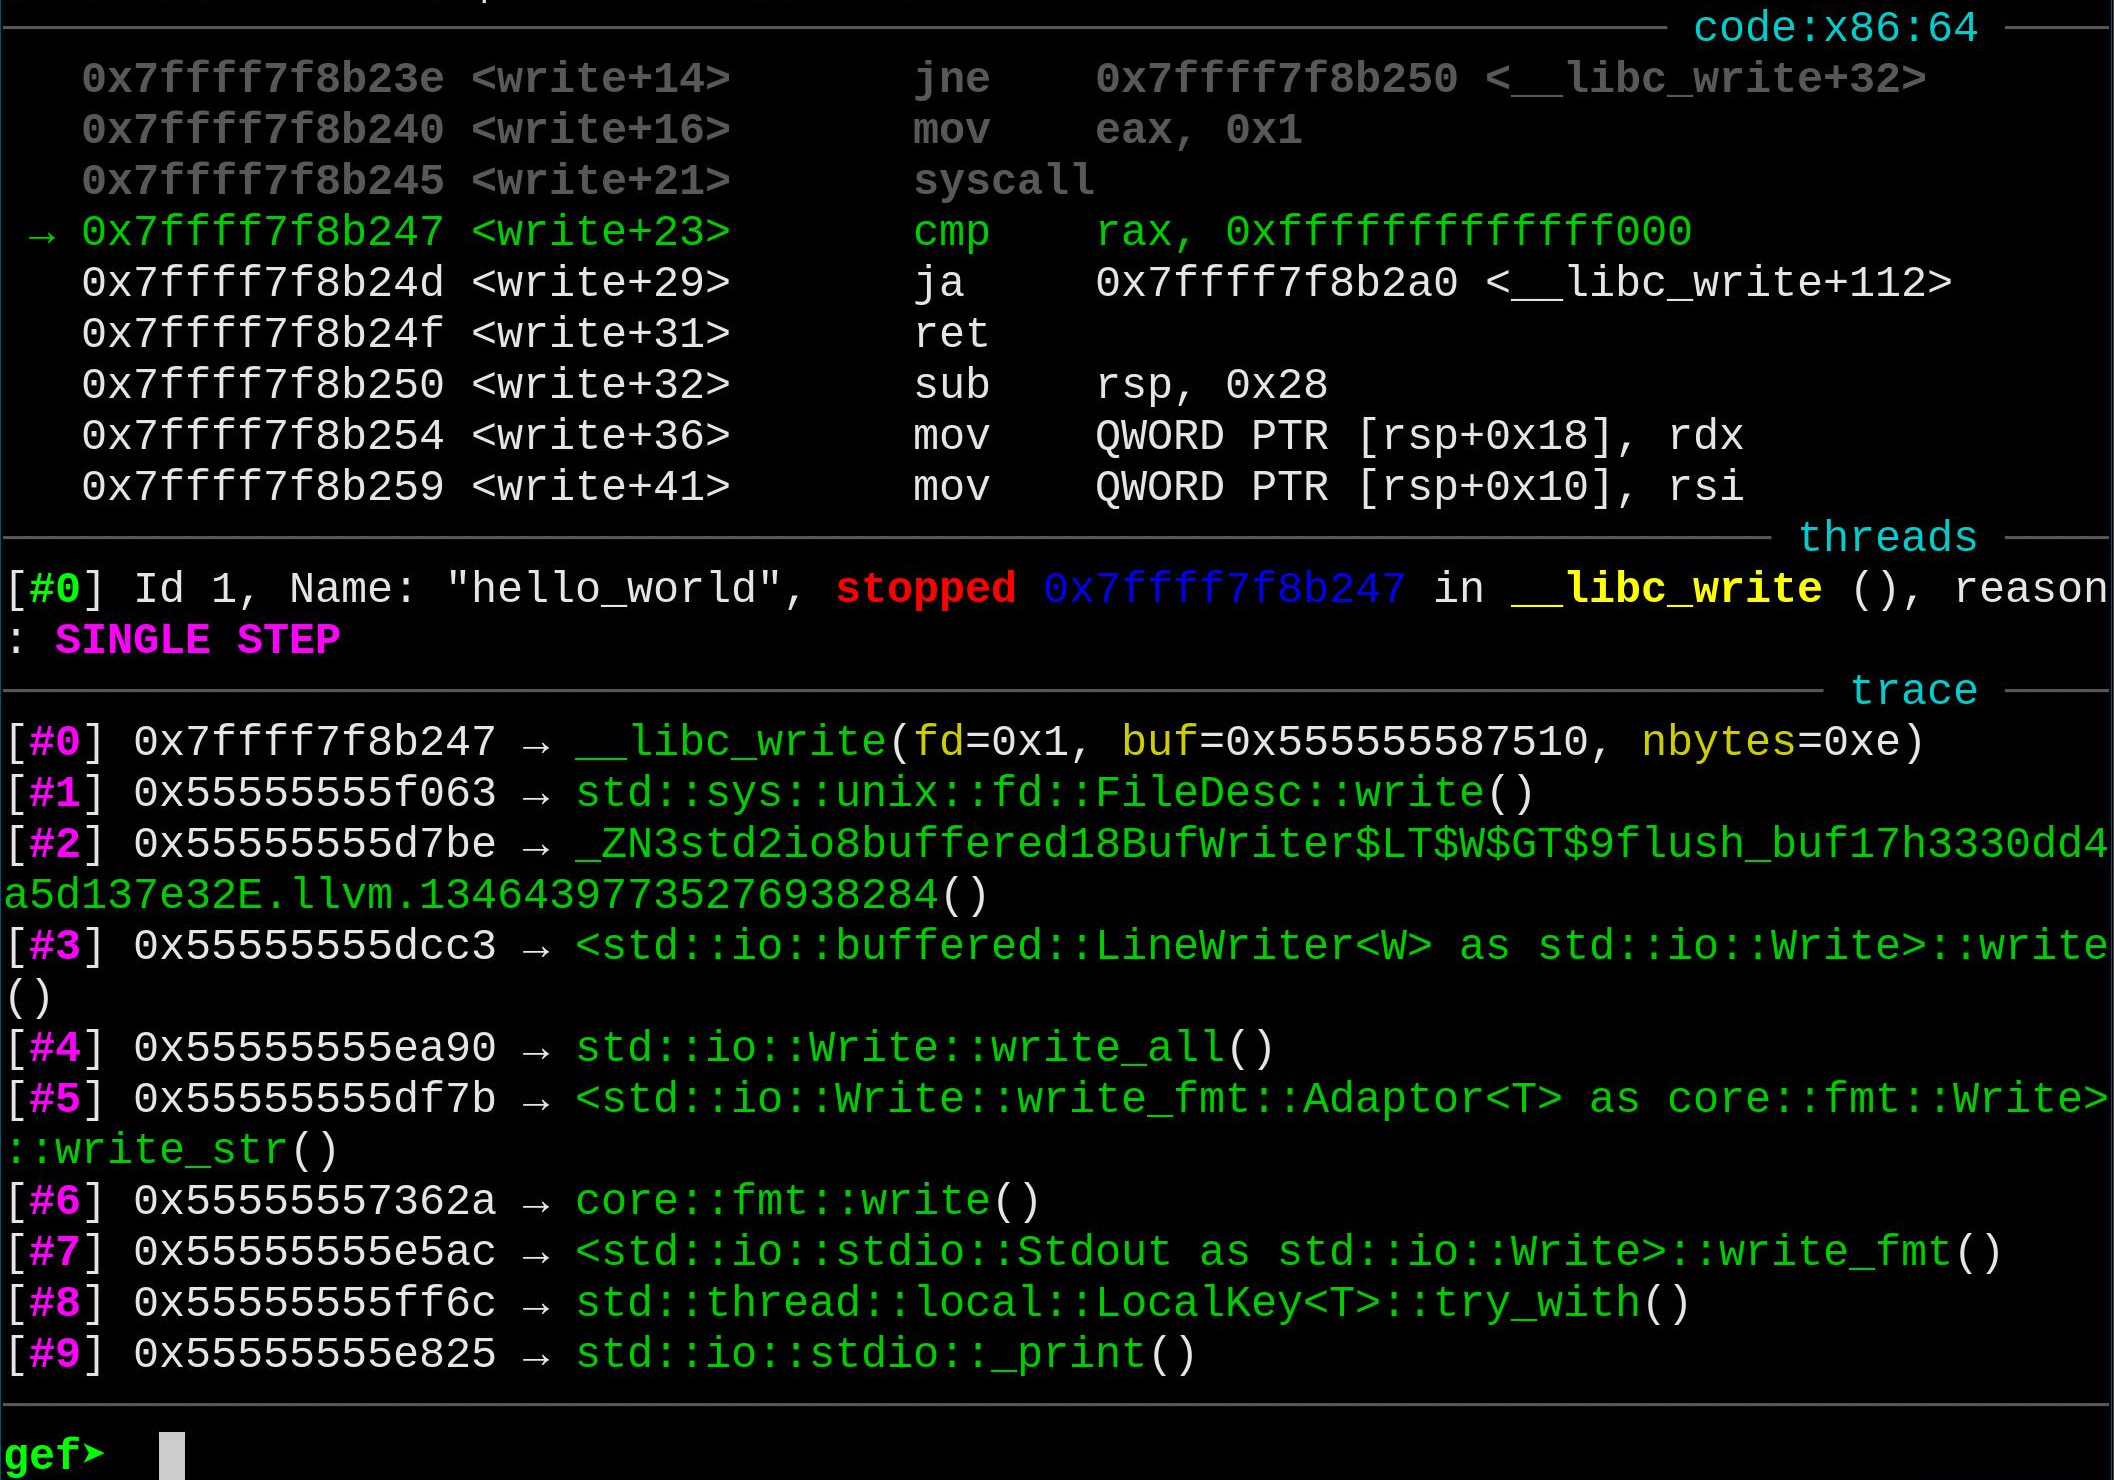 code:x86:64
0x7ffff7f8b23e <write+14>       jne    0x7ffff7f8b250 <__libc_write+32>
0x7ffff7f8b240 <write+16>       mov    eax, 0x1
0x7ffff7f8b245 <write+21>       syscall
→ 0x7ffff7f8b247 <write+23>       cmp    rax, 0xfffffffffffff000
0x7ffff7f8b24d <write+29>       ja     0x7ffff7f8b2a0 <__libc_write+112>
0x7ffff7f8b24f <write+31>       ret
0x7ffff7f8b250 <write+32>       sub    rsp, 0x28
0x7ffff7f8b254 <write+36>       mov    QWORD PTR [rsp+0x18], rdx
0x7ffff7f8b259 <write+41>       mov    QWORD PTR [rsp+0x10], rsi
threads
[#0] Id 1, Name: "hello_world", stopped 0x7ffff7f8b247 in __libc_write (), reason
: SINGLE STEP
trace
[#0] 0x7ffff7f8b247 → __libc_write(fd=0x1, buf=0x555555587510, nbytes=0xe)
[#1] 0x55555555f063 → std::sys::unix::fd::FileDesc::write()
[#2] 0x55555555d7be → _ZN3std2io8buffered18BufWriter$LT$W$GT$9flush_buf17h3330dd4
a5d137e32E.llvm.13464397735276938284()
[#3] 0x55555555dcc3 → <std::io::buffered::LineWriter<W> as std::io::Write>::write
()
[#4] 0x55555555ea90 → std::io::Write::write_all()
[#5] 0x55555555df7b → <std::io::Write::write_fmt::Adaptor<T> as core::fmt::Write>
::write_str()
[#6] 0x55555557362a → core::fmt::write()
[#7] 0x55555555e5ac → <std::io::stdio::Stdout as std::io::Write>::write_fmt()
[#8] 0x55555555ff6c → std::thread::local::LocalKey<T>::try_with()
[#9] 0x55555555e825 → std::io::stdio::_print()
gef➤